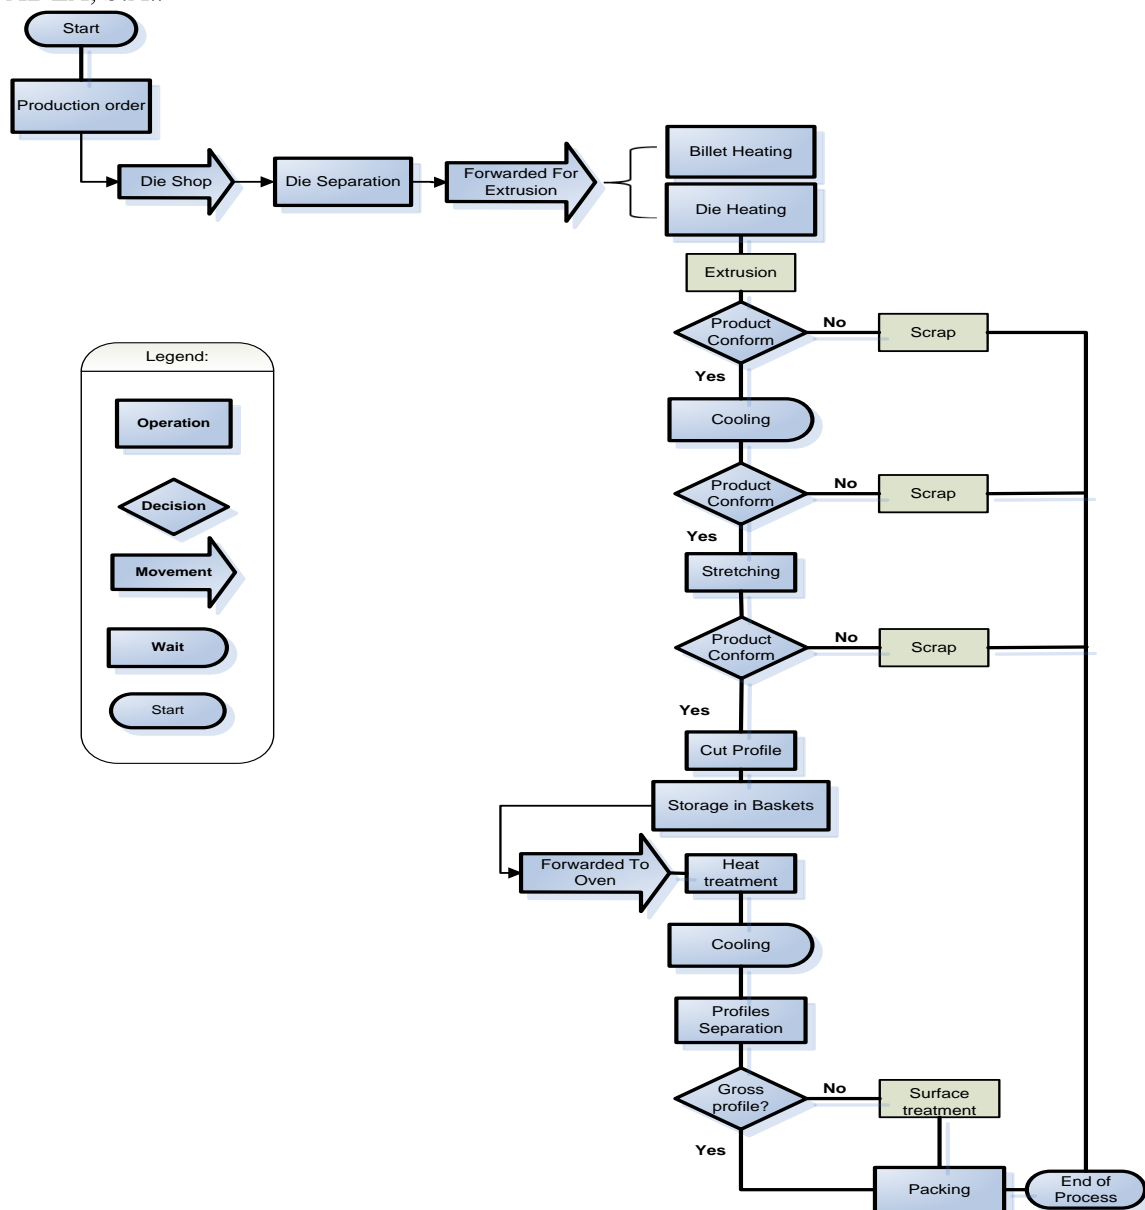 Start
Production order
Die Shop
Die Separation
Forwarded For
Extrusion
Billet Heating
Die Heating
Extrusion
Product
Conform
No
Scrap
Yes
Cooling
Product
Conform
No
Scrap
Yes
Stretching
Product
Conform
No
Scrap
Yes
Cut Profile
Storage in Baskets
Forwarded To
Oven
Heat
treatment
Cooling
Profiles
Separation
Gross
profile?
No
Surface
treatment
Yes
Packing
End of
Process
Legend:
Operation
Decision
Movement
Wait
Start